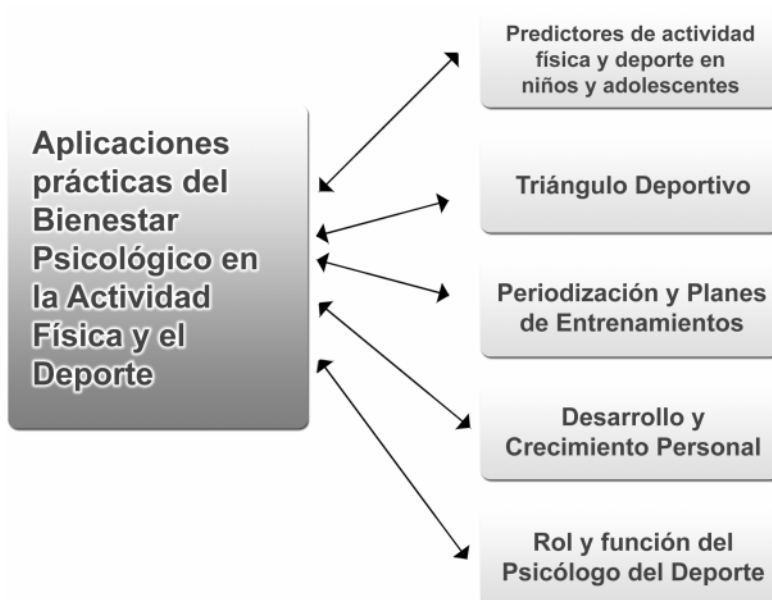 Aplicaciones
prácticas del
Bienestar
Psicológico en
la Actividad
Física y el
Deporte
Predictores de actividad
física y deporte en
niños y adolescentes
Triángulo Deportivo
Periodización y Planes
de Entrenamientos
Desarrollo y
Crecimiento Personal
Rol y función del
Psicólogo del Deporte